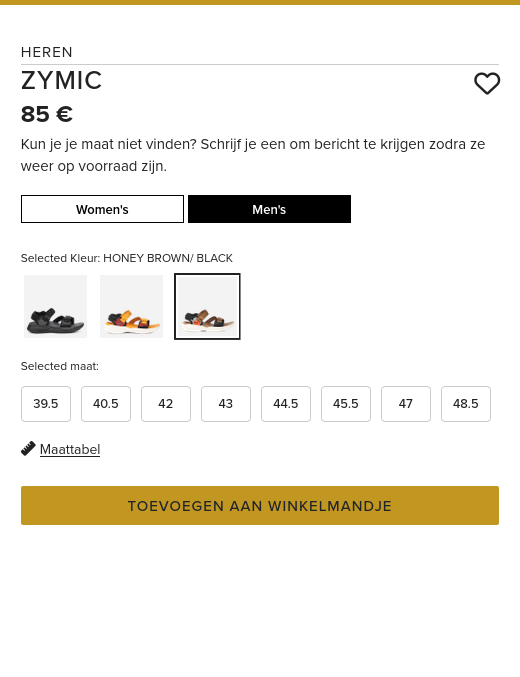 HEREN
ZYMIC
85 €
Kun je je maat niet vinden? Schrijf je een om bericht te krijgen zodra ze
weer op voorraad zijn.
Women's Men's
Selected Kleur: HONEY BROWN/ BLACK
Selected maat:
39.5 40.5 42 43 44.5 45.5 47 48.5
Maattabel
TOEVOEGEN AAN WINKELMANDJE